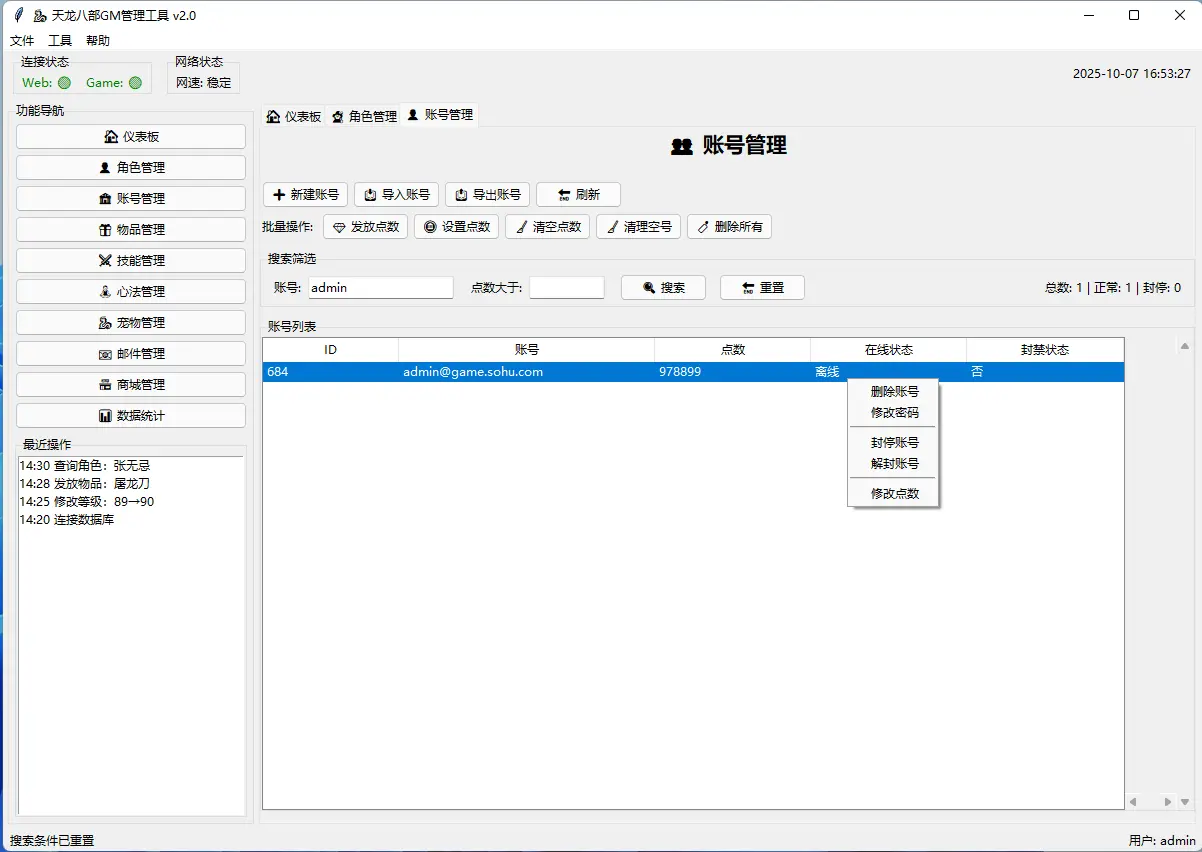 天龙八部GM管理工具 v2.0
文件 工具 帮助
连接状态 网络状态
Web: Game: 网速: 稳定
2025-10-07 16:53:27
功能导航
仪表板
角色管理
账号管理
物品管理
技能管理
心法管理
宠物管理
邮件管理
商城管理
数据统计
最近操作
14:30 查询角色：张无忌
14:28 发放物品：屠龙刀
14:25 修改等级：89→90
14:20 连接数据库
仪表板 角色管理 账号管理
账号管理
新建账号 导入账号 导出账号 刷新
批量操作: 发放点数 设置点数 清空点数 清理空号 删除所有
搜索筛选
账号: admin 点数大于: 搜索 重置 总数: 1 | 正常: 1 | 封停: 0
账号列表
ID 账号 点数 在线状态 封禁状态
684 admin@game.sohu.com 978899 离线 否
删除账号
修改密码
封停账号
解封账号
修改点数
搜索条件已重置 用户: admin